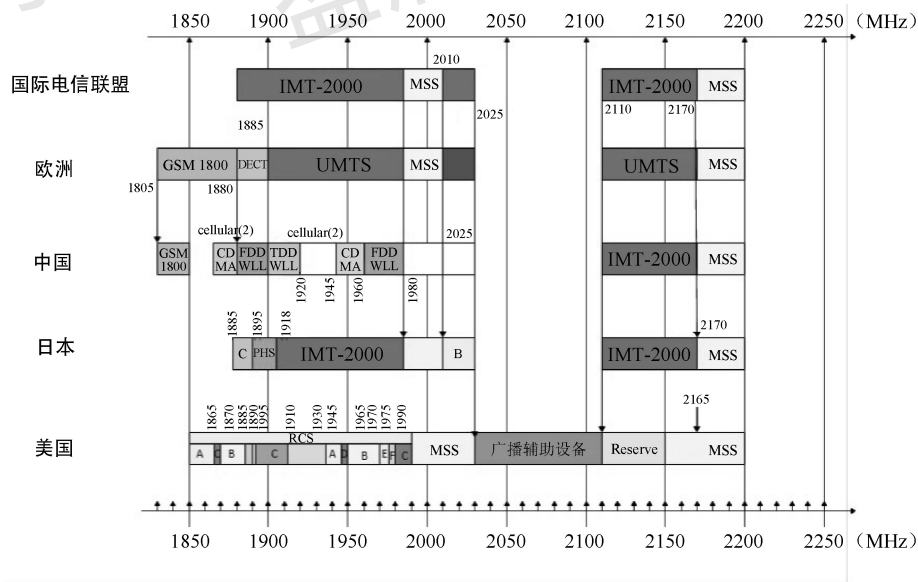 1850 1900 1950 2000 2050 2100 2150 2200 2250 (MHz)
2010
国际电信联盟 IMT-2000 MSS IMT-2000 MSS
2110 2170
2025
1885
欧洲 GSM 1800 DECT UMTS MSS UMTS MSS
1805 1880
cellular(2) cellular(2) 2025
中国 GSM 1800 CD MA FDD WLL TDD WLL CD MA FDD WLL IMT-2000 MSS
1920 1945 1960 1980
1885 1895 1918
2170
日本 C PHS IMT-2000 B IMT-2000 MSS
2165
1865 1870 1885 1890 1995 1910 1930 1945 1965 1970 1975 1990
RCS
美国 A C B C A D B E F C MSS 广播辅助设备 Reserve MSS
1850 1900 1950 2000 2050 2100 2150 2200 2250 (MHz)